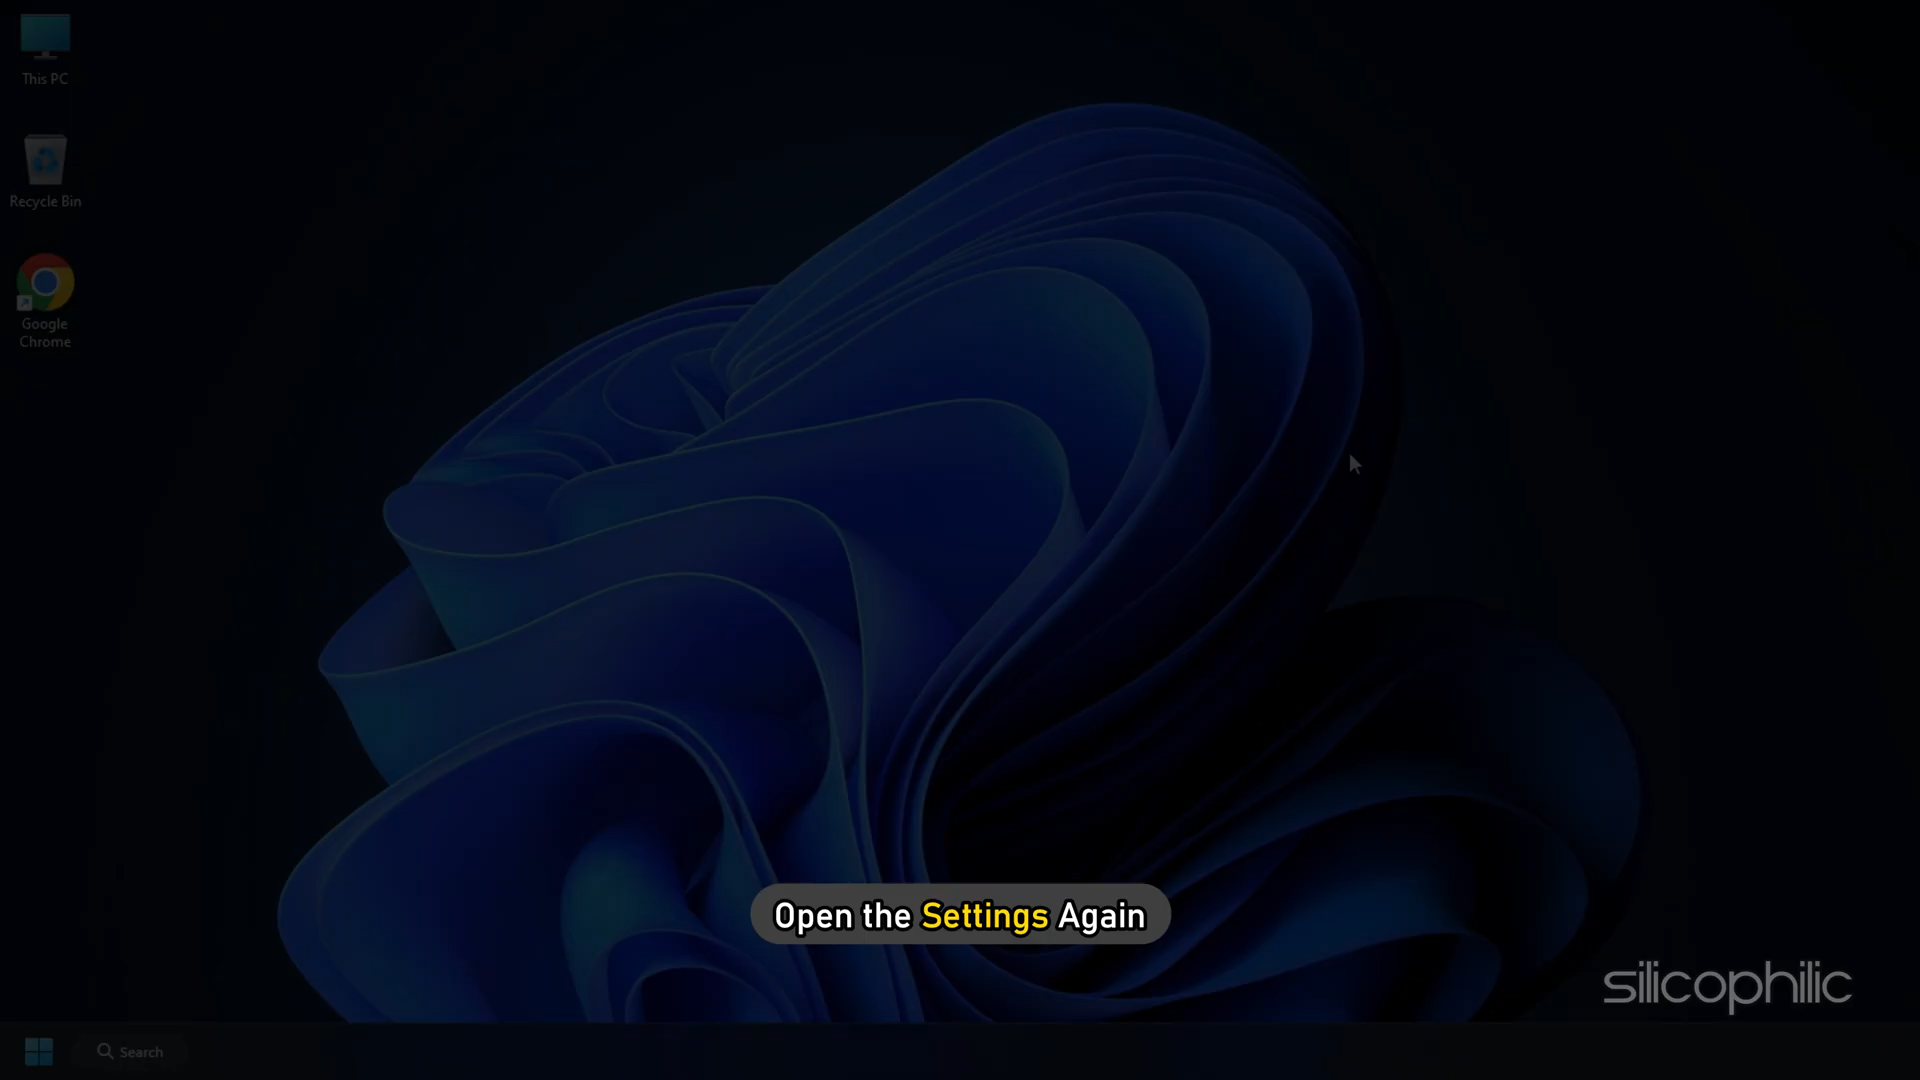 This PC
Recycle Bin
Google
Chrome
Open the Settings Again
silicophilic
Search